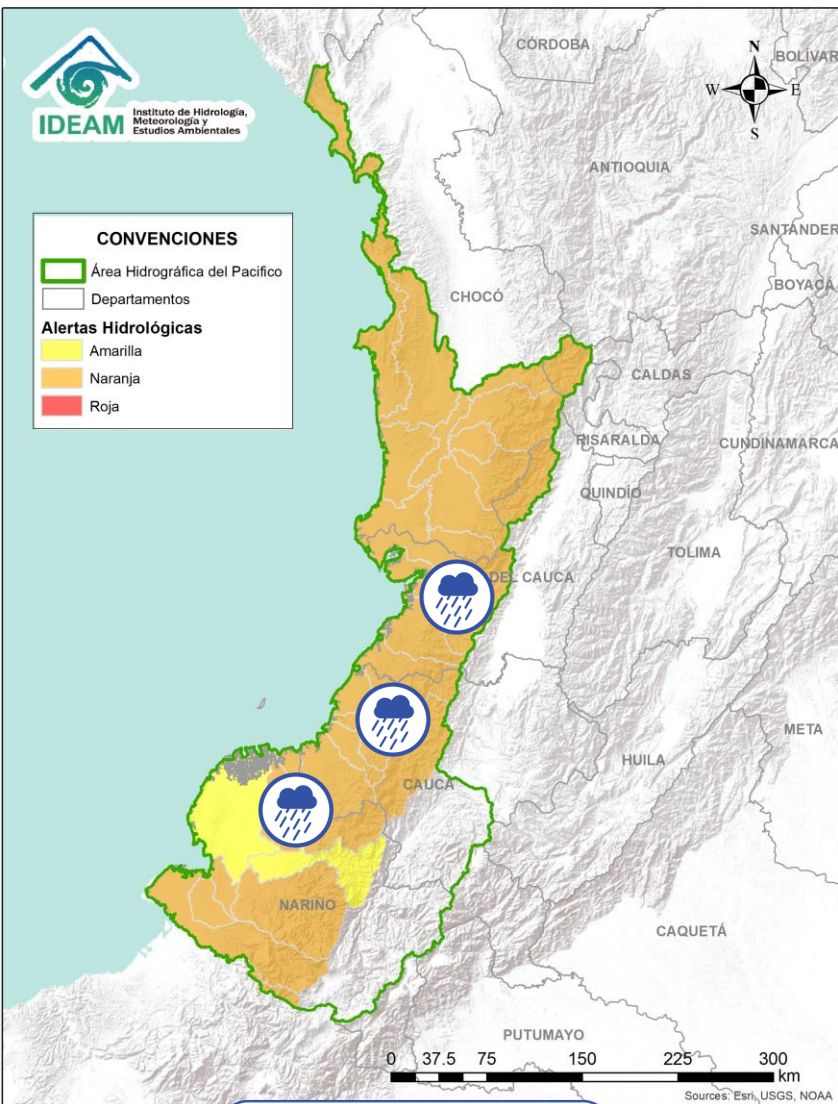 IDEAM
Instituto de Hidrología,
Meteorología y
Estudios Ambientales
CÓRDOBA
BOLÍVAR
N
W
E
S
ANTIOQUIA
SANTANDER
BOYACÁ
CONVENCIONES
Área Hidrográfica del Pacifico
Departamentos
Alertas Hidrológicas
Amarilla
Naranja
Roja
CHOCÓ
CALDAS
RISARALDA
CUNDINAMARCA
QUINDÍO
TOLIMA
DEL CAUCA
META
HUILA
CAUCA
NARIÑO
CAQUETÁ
PUTUMAYO
0 37.5 75 150 225 300
km
Sources: Esri, USGS, NOAA